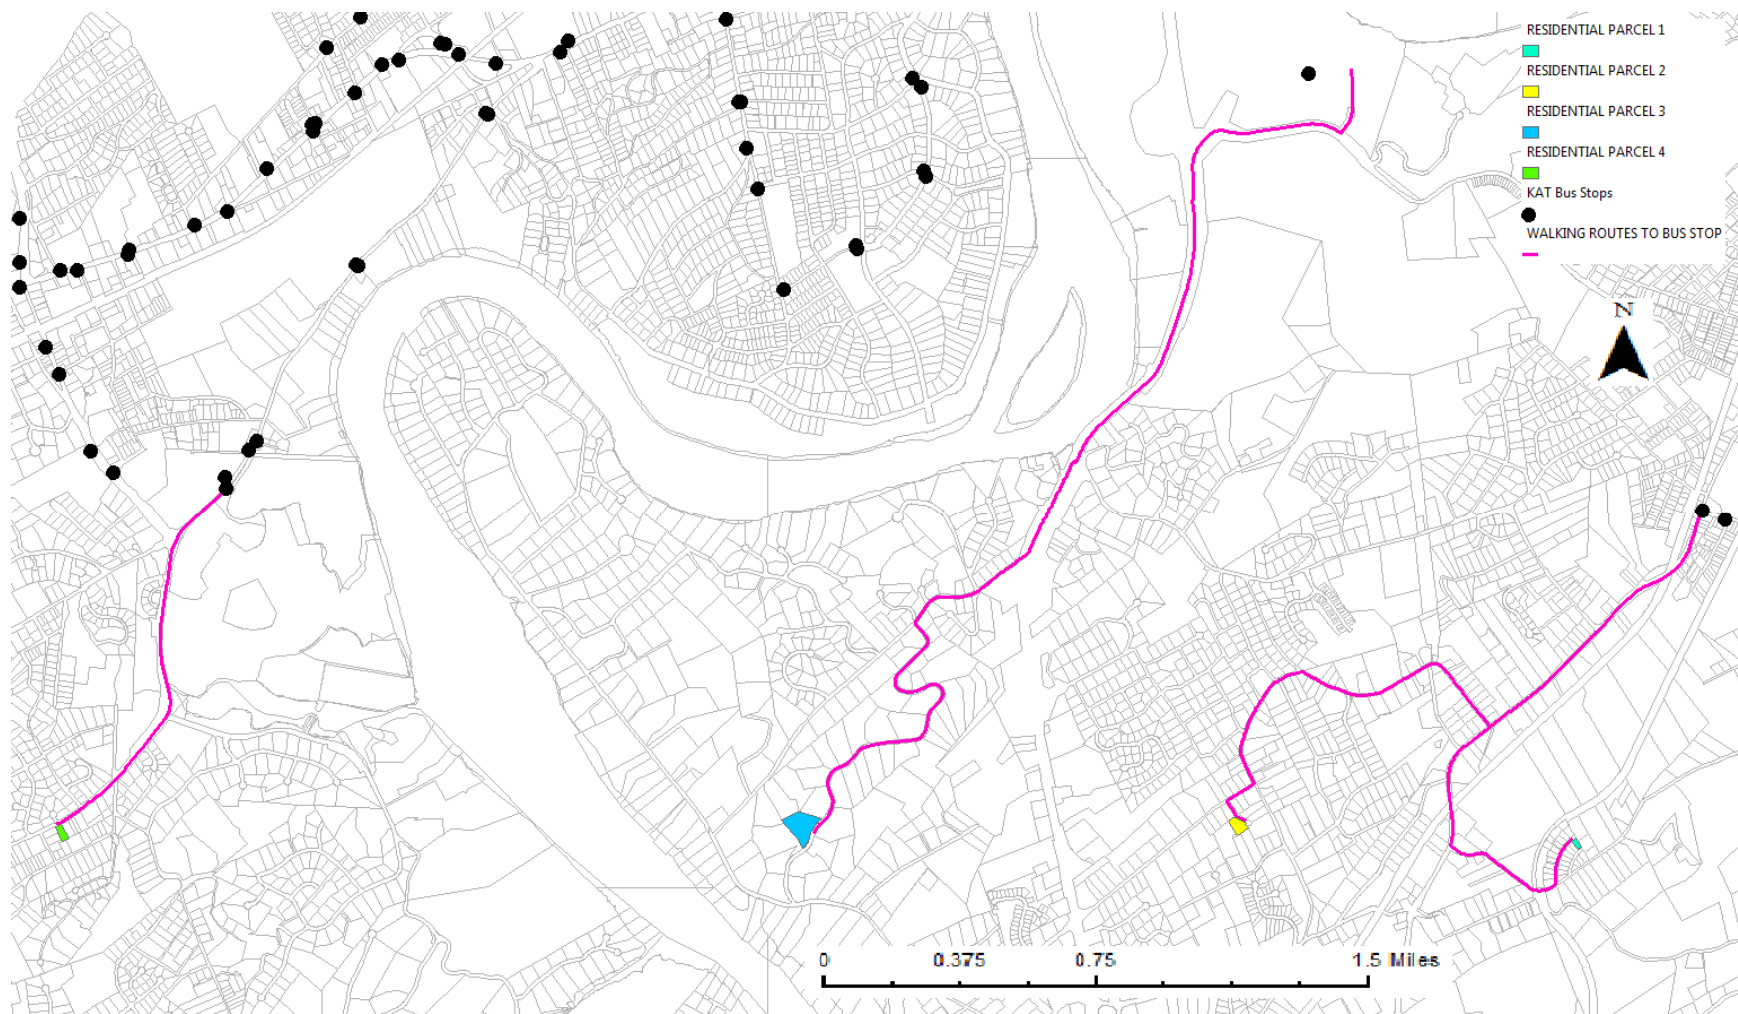 RESIDENTIAL PARCEL 1
RESIDENTIAL PARCEL 2
RESIDENTIAL PARCEL 3
RESIDENTIAL PARCEL 4
KAT Bus Stops
WALKING ROUTES TO BUS STOP
N
0 0.375 0.75 1.5 Miles